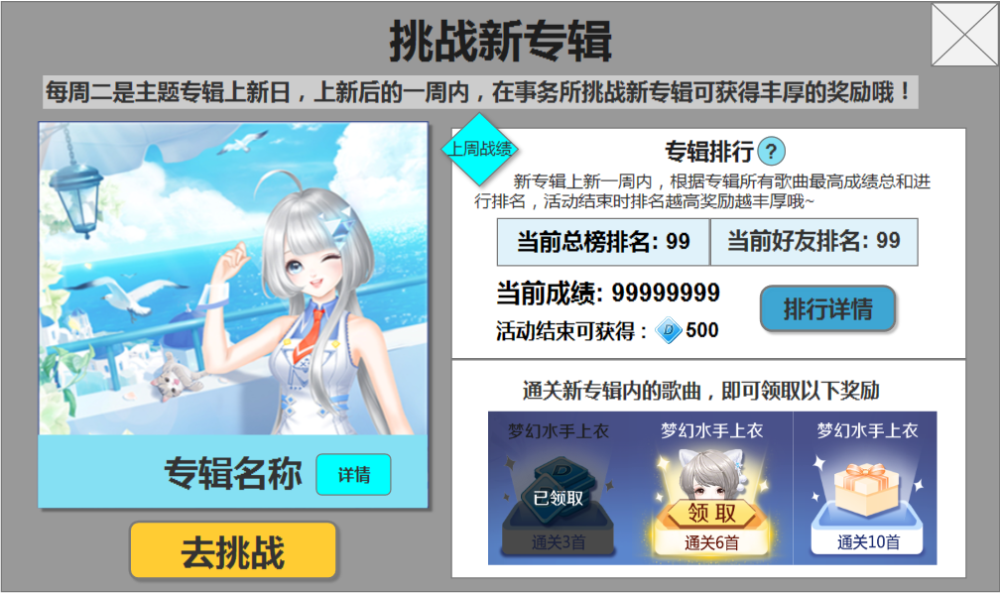 挑战新专辑
每周二是主题专辑上新日，上新后的一周内，在事务所挑战新专辑可获得丰厚的奖励哦！
上周战绩
专辑排行?
新专辑上新一周内，根据专辑所有歌曲最高成绩总和进
行排名，活动结束时排名越高奖励越丰厚哦~
当前总榜排名: 99
当前好友排名: 99
当前成绩: 99999999
排行详情
活动结束可获得： D 500
通关新专辑内的歌曲，即可领取以下奖励
梦幻水手上衣
梦幻水手上衣
梦幻水手上衣
D
已领取
领取
通关3首
通关6首
通关10首
专辑名称
详情
去挑战